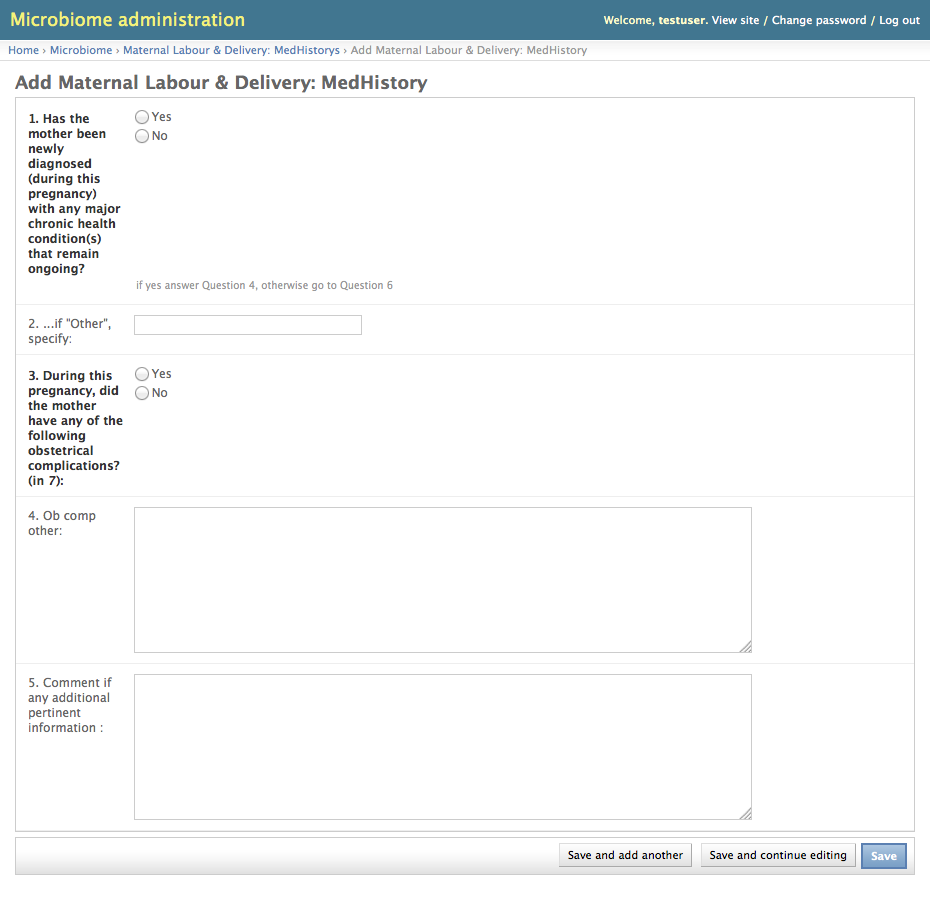 Microbiome administration
Welcome, testuser. View site / Change password / Log out
Home › Microbiome › Maternal Labour & Delivery: MedHistorys › Add Maternal Labour & Delivery: MedHistory
Add Maternal Labour & Delivery: MedHistory
1. Has the
mother been
newly
diagnosed
(during this
pregnancy)
with any major
chronic health
condition(s)
that remain
ongoing?
Yes
No
if yes answer Question 4, otherwise go to Question 6
2. ...if "Other",
specify:
3. During this
pregnancy, did
the mother
have any of the
following
obstetrical
complications?
(in 7):
Yes
No
4. Ob comp
other:
5. Comment if
any additional
pertinent
information :
Save and add another
Save and continue editing
Save